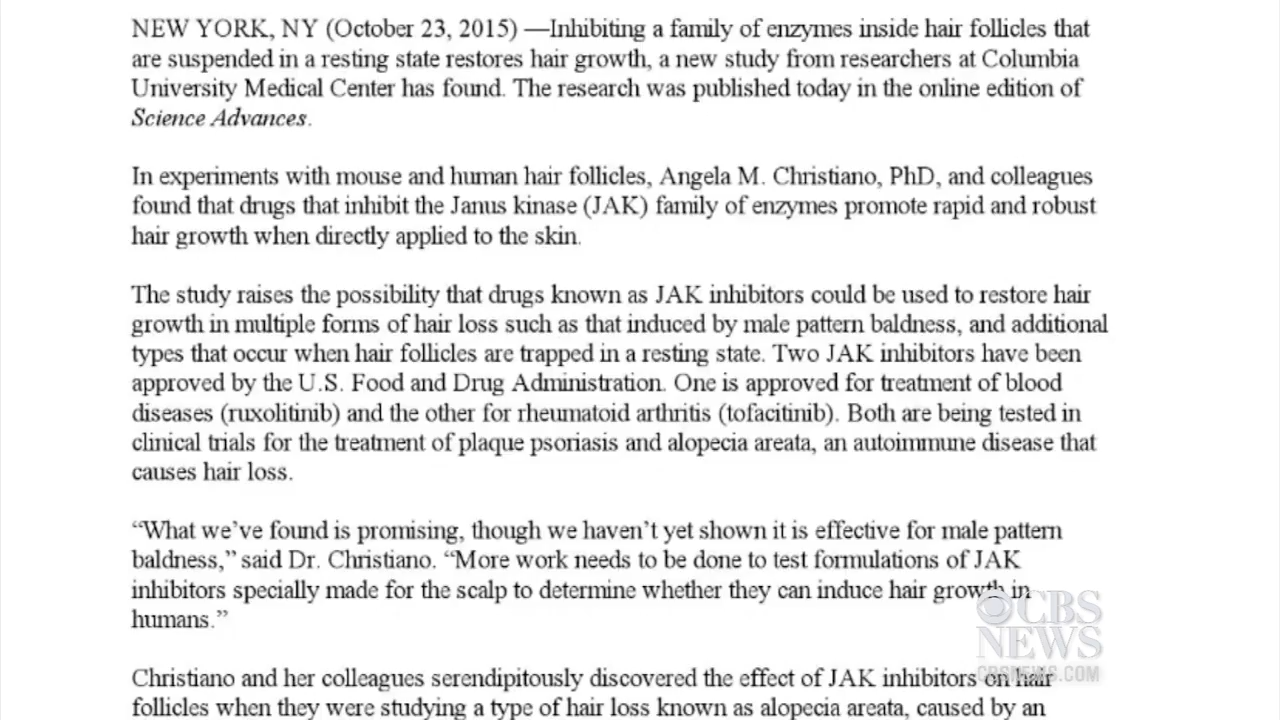 NEW YORK, NY (October 23, 2015) —Inhibiting a family of enzymes inside hair follicles that
are suspended in a resting state restores hair growth, a new study from researchers at Columbia
University Medical Center has found. The research was published today in the online edition of
Science Advances.
In experiments with mouse and human hair follicles, Angela M. Christiano, PhD, and colleagues
found that drugs that inhibit the Janus kinase (JAK) family of enzymes promote rapid and robust
hair growth when directly applied to the skin.
The study raises the possibility that drugs known as JAK inhibitors could be used to restore hair
growth in multiple forms of hair loss such as that induced by male pattern baldness, and additional
types that occur when hair follicles are trapped in a resting state. Two JAK inhibitors have been
approved by the U.S. Food and Drug Administration. One is approved for treatment of blood
diseases (ruxolitinib) and the other for rheumatoid arthritis (tofacitinib). Both are being tested in
clinical trials for the treatment of plaque psoriasis and alopecia areata, an autoimmune disease that
causes hair loss.
“What we’ve found is promising, though we haven’t yet shown it is effective for male pattern
baldness,” said Dr. Christiano. “More work needs to be done to test formulations of JAK
inhibitors specially made for the scalp to determine whether they can induce hair growth in
humans.”
Christiano and her colleagues serendipitously discovered the effect of JAK inhibitors on hair
follicles when they were studying a type of hair loss known as alopecia areata, caused by an
CBS
NEWS
CBSNEWS.COM